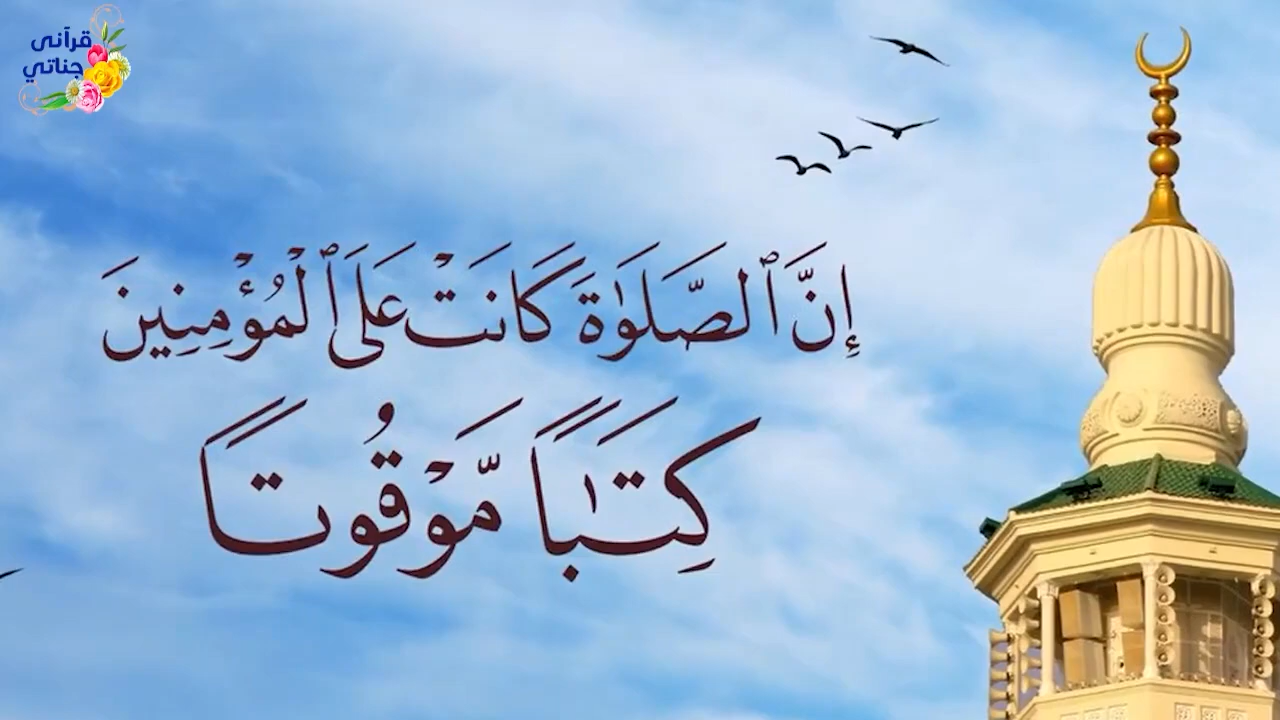 قرآنى
جناتي
إِنَّ ٱلصَّلَوٰةَ كَانَتْ عَلَى ٱلْمُؤْمِنِينَ
كِتَـٰبًا مَّوْقُوتًا